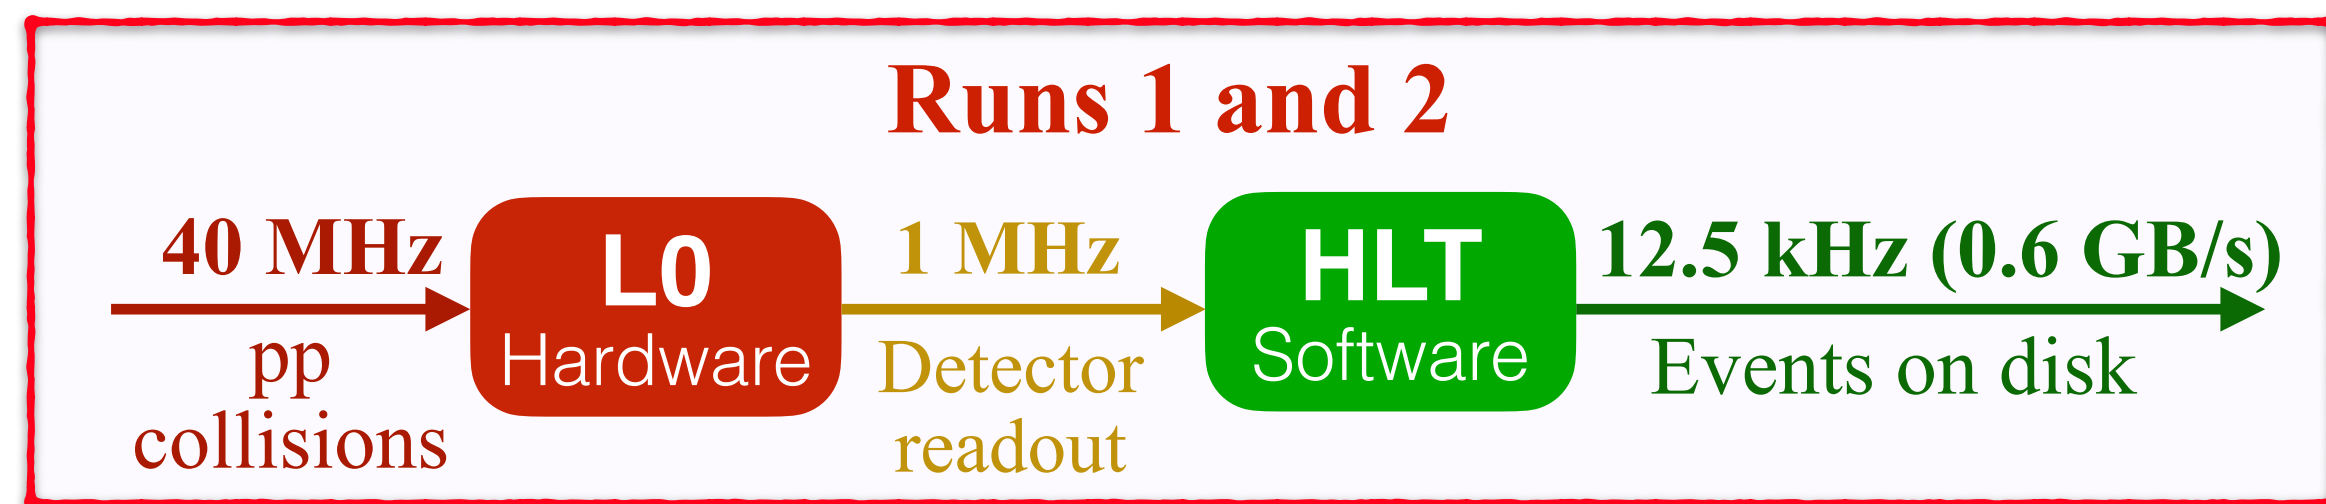 Runs 1 and 2
40 MHz
pp
collisions
L0
Hardware
1 MHz
Detector
readout
HLT
Software
12.5 kHz (0.6 GB/s)
Events on disk